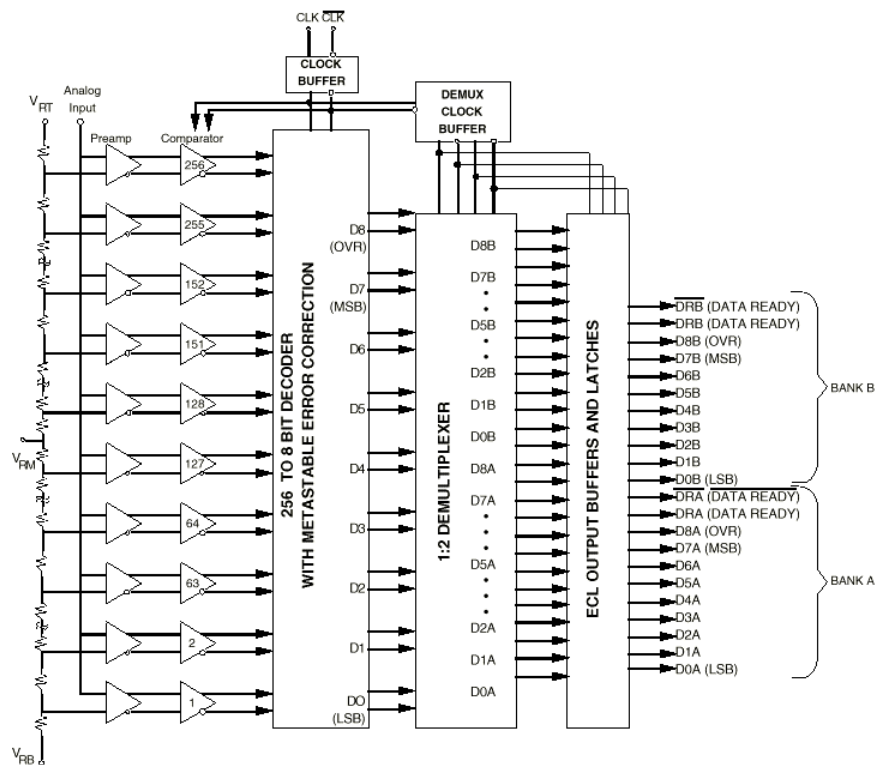 CLK CLK
CLOCK
BUFFER
DEMUX
CLOCK
BUFFER
Analog
Input
VRT
Preamp
Comparator
256
255
152
151
128
127
64
63
2
1
VRM
VRB
256 TO 8 BIT DECODER
WITH METASTABLE ERROR CORRECTION
D8
(OVR)
D7
(MSB)
D6
D5
D4
D3
D2
D1
DO
(LSB)
1:2 DEMULTIPLEXER
D8B
D7B
D5B
D2B
D1B
D0B
D8A
D7A
D5A
D2A
D1A
D0A
ECL OUTPUT BUFFERS AND LATCHES
DRB (DATA READY)
DRB (DATA READY)
D8B (OVR)
D7B (MSB)
D6B
D5B
D4B
D3B
D2B
D1B
D0B (LSB)
BANK B
DRA (DATA READY)
DRA (DATA READY)
D8A (OVR)
D7A (MSB)
D6A
D5A
D4A
D3A
D2A
D1A
D0A (LSB)
BANK A